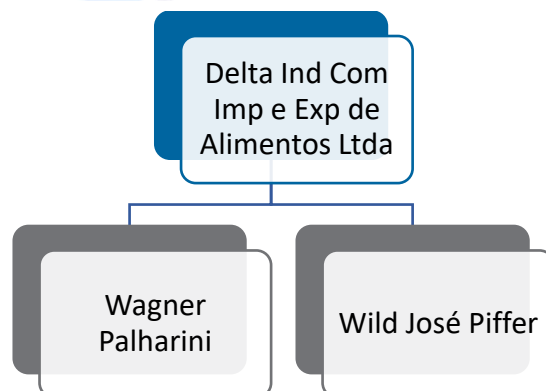 Delta Ind Com
Imp e Exp de
Alimentos Ltda
Wagner
Palharini
Wild José Piffer